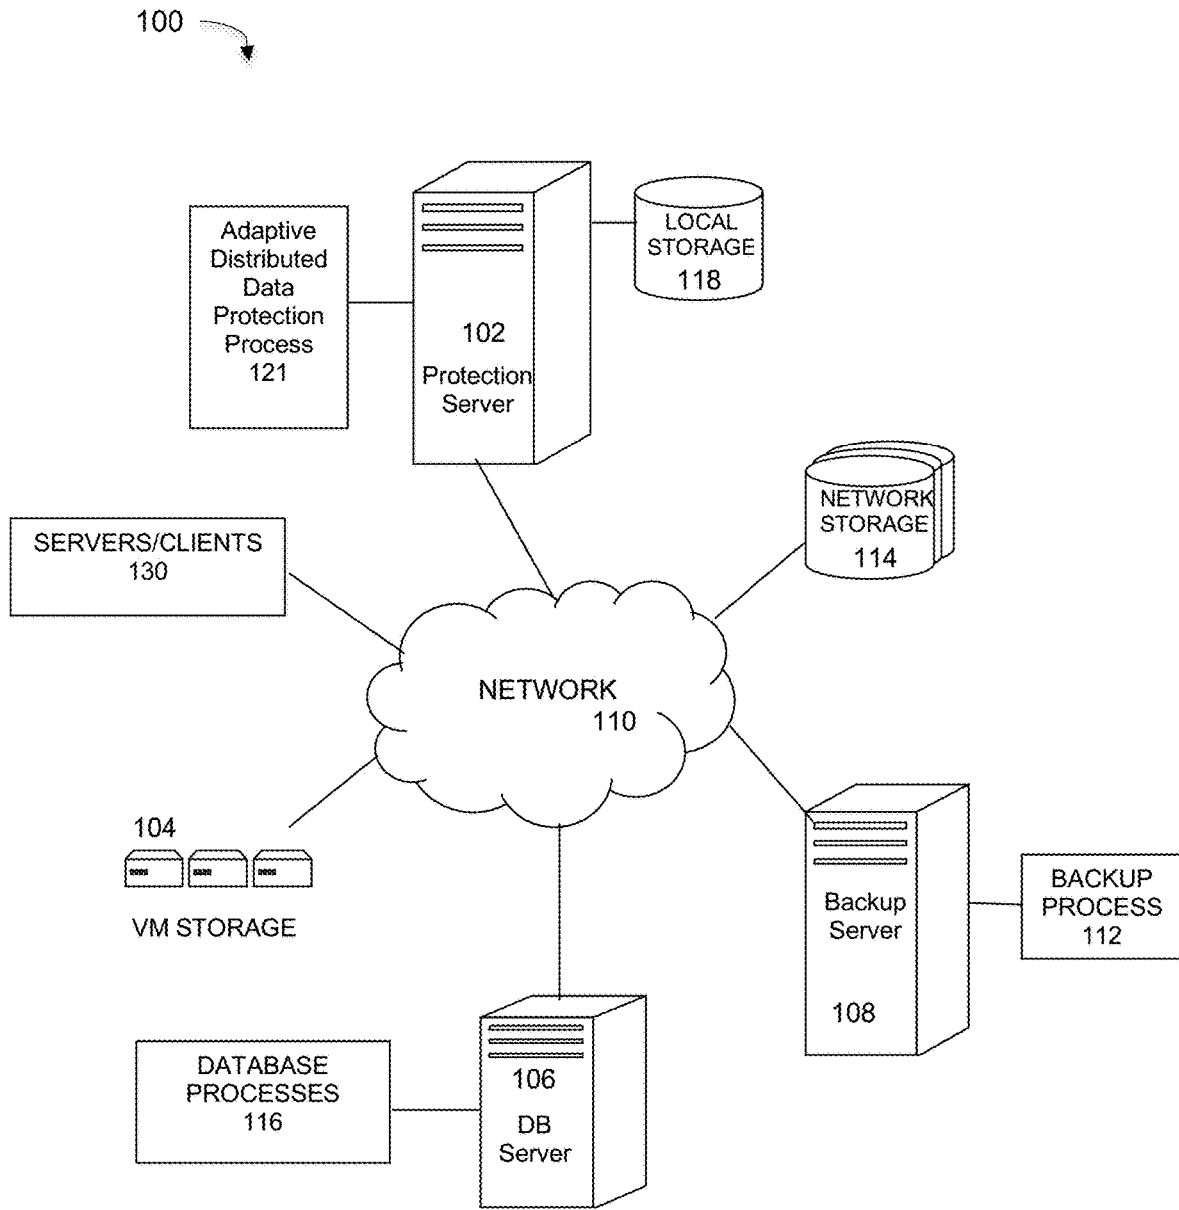 100
Adaptive
Distributed
Data
Protection
Process
121
102
Protection
Server
LOCAL
STORAGE
118
NETWORK
STORAGE
114
SERVERS/CLIENTS
130
NETWORK
110
104
VM STORAGE
Backup
Server
108
BACKUP
PROCESS
112
DATABASE
PROCESSES
116
106
DB
Server